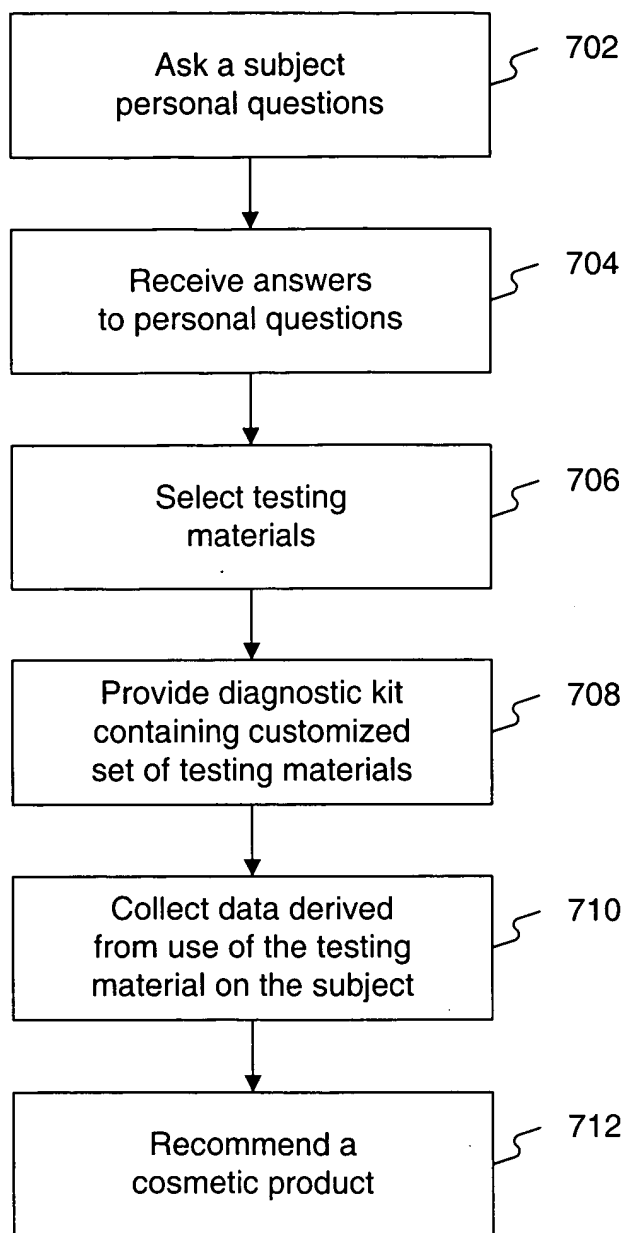 Ask a subject
personal questions
702
Receive answers
to personal questions
704
Select testing
materials
706
Provide diagnostic kit
containing customized
set of testing materials
708
Collect data derived
from use of the testing
material on the subject
710
Recommend a
cosmetic product
712